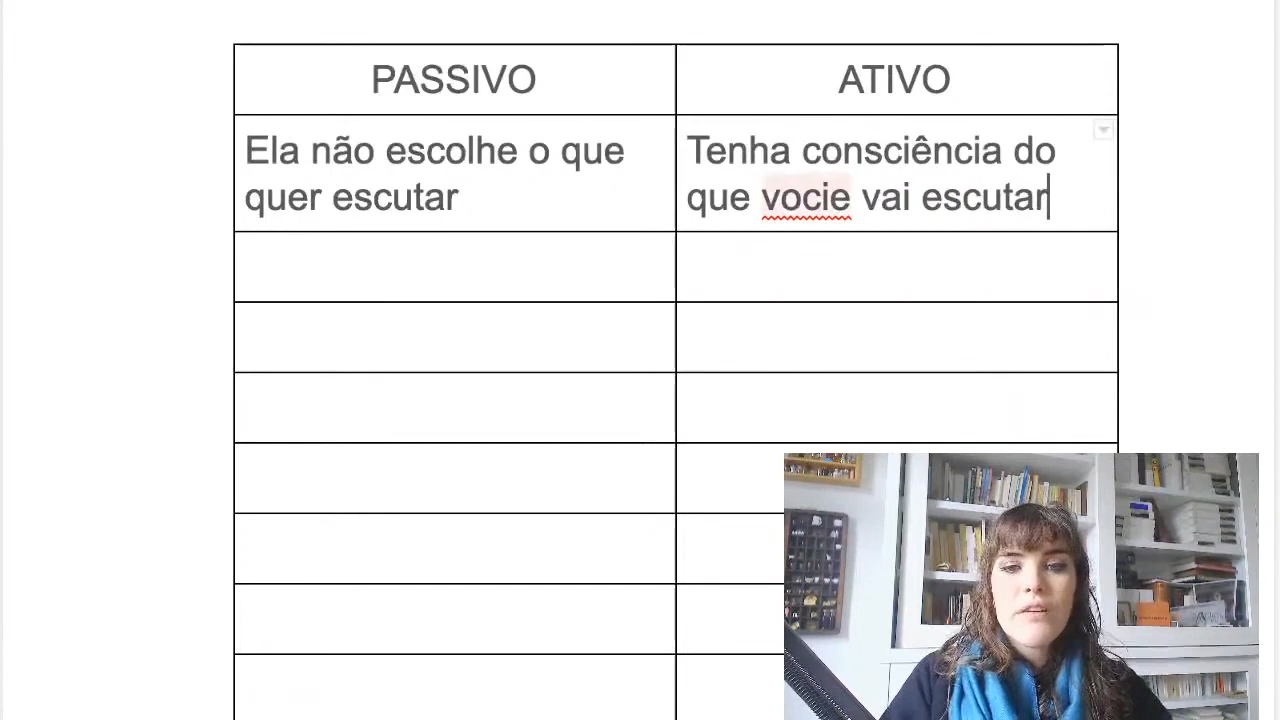 PASSIVO
ATIVO
Ela não escolhe o que
quer escutar
Tenha consciência do
que vocie vai escutar